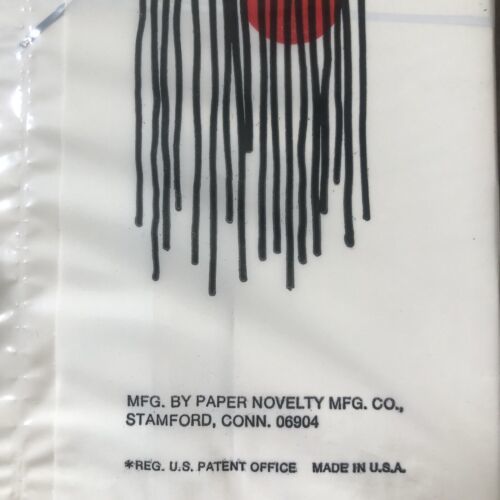 MFG. BY PAPER NOVELTY MFG. CO.,
STAMFORD, CONN. 06904
*REG. U.S. PATENT OFFICE MADE IN U.S.A.